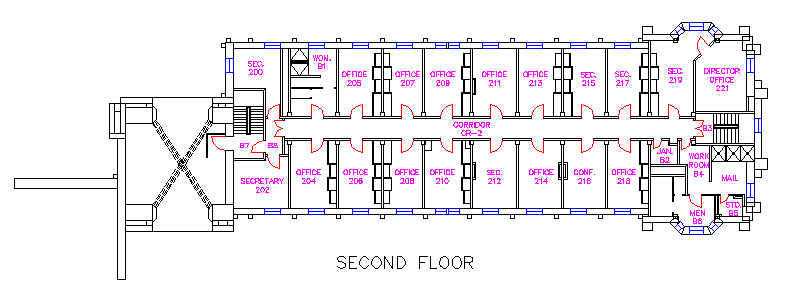 SEC.
200
WOM.
B1
OFFICE
205
OFFICE
207
OFFICE
209
OFFICE
211
OFFICE
213
SEC.
215
SEC.
217
SEC.
219
DIRECTOR
OFFICE
221
CORRIDOR
CR-2
B7
B8
B3
SECRETARY
202
OFFICE
204
OFFICE
206
OFFICE
208
OFFICE
210
SEC.
212
OFFICE
214
CONF.
216
OFFICE
218
JAN.
B2
WORK
ROOM
B4
MAIL
MEN
B6
STO.
B5
SECOND FLOOR